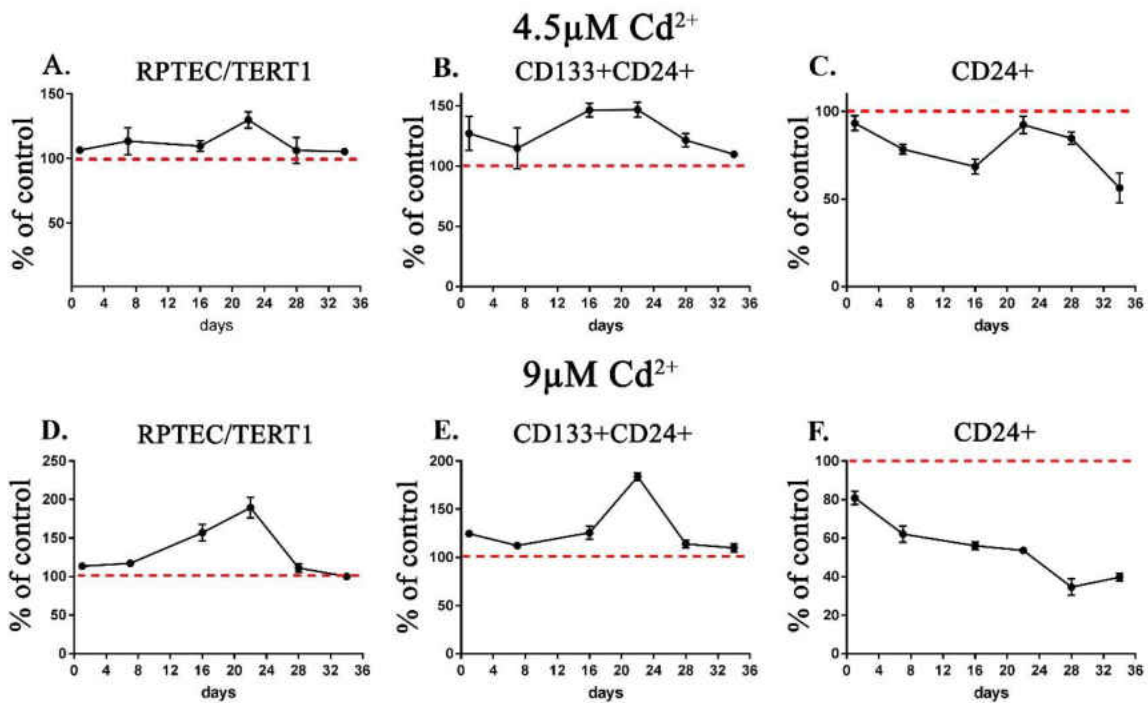 4.5µM Cd²⁺
A. RPTEC/TERT1
B. CD133+CD24+
C. CD24+
% of control
150
100
50
0 4 8 12 16 20 24 28 32 36
days
% of control
150
100
50
0
0 4 8 12 16 20 24 28 32 36
days
% of control
100
50
0
0 4 8 12 16 20 24 28 32 36
days
9µM Cd²⁺
D. RPTEC/TERT1
E. CD133+CD24+
F. CD24+
% of control
250
200
150
100
50
0
0 4 8 12 16 20 24 28 32 36
days
% of control
200
150
100
50
0
0 4 8 12 16 20 24 28 32 36
days
% of control
100
80
60
40
20
0
0 4 8 12 16 20 24 28 32 36
days